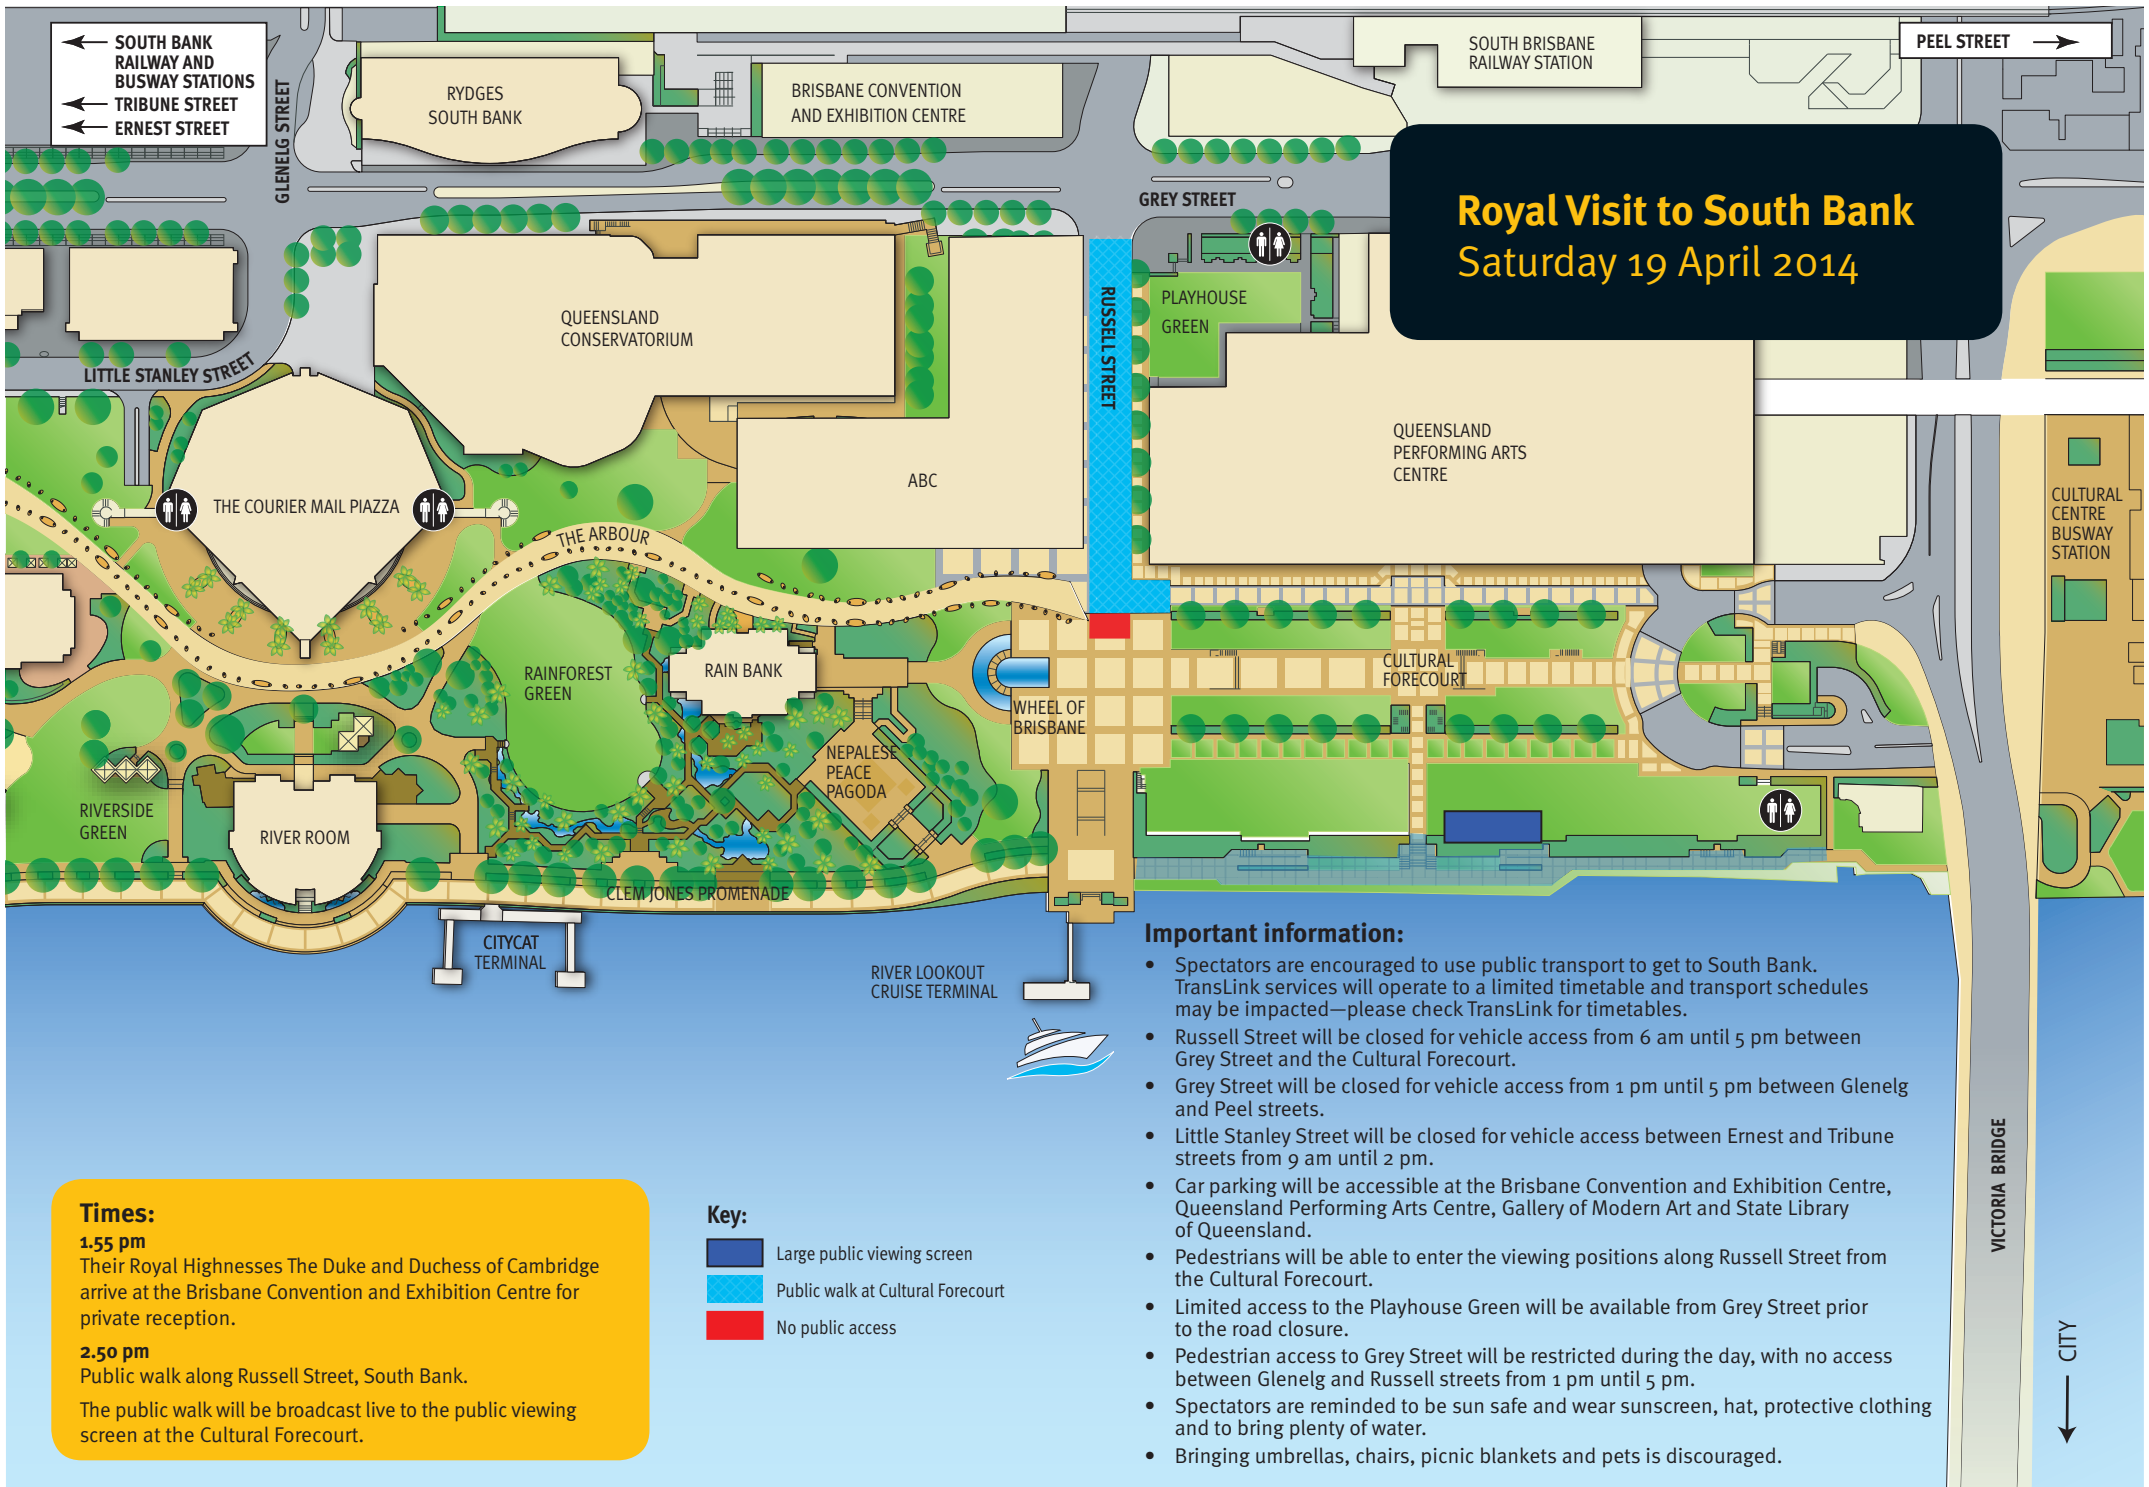 SOUTH BANK
RAILWAY AND
BUSWAY STATIONS
TRIBUNE STREET
ERNEST STREET
GLENELG STREET
RYDGES
SOUTH BANK
BRISBANE CONVENTION
AND EXHIBITION CENTRE
SOUTH BRISBANE
RAILWAY STATION
PEEL STREET
GREY STREET
Royal Visit to South Bank
Saturday 19 April 2014
QUEENSLAND
CONSERVATORIUM
RUSSELL STREET
PLAYHOUSE
GREEN
LITTLE STANLEY STREET
QUEENSLAND
PERFORMING ARTS
CENTRE
ABC
THE COURIER MAIL PIAZZA
THE ARBOUR
CULTURAL
CENTRE
BUSWAY
STATION
RAINFOREST
GREEN
RAIN BANK
CULTURAL
FORECOURT
WHEEL OF
BRISBANE
NEPALESE
PEACE
PAGODA
RIVERSIDE
GREEN
RIVER ROOM
CLEM JONES PROMENADE
CITYCAT
TERMINAL
RIVER LOOKOUT
CRUISE TERMINAL
Important information:
• Spectators are encouraged to use public transport to get to South Bank.
TransLink services will operate to a limited timetable and transport schedules
may be impacted—please check TransLink for timetables.
• Russell Street will be closed for vehicle access from 6 am until 5 pm between
Grey Street and the Cultural Forecourt.
• Grey Street will be closed for vehicle access from 1 pm until 5 pm between Glenelg
and Peel streets.
• Little Stanley Street will be closed for vehicle access between Ernest and Tribune
streets from 9 am until 2 pm.
• Car parking will be accessible at the Brisbane Convention and Exhibition Centre,
Queensland Performing Arts Centre, Gallery of Modern Art and State Library
of Queensland.
• Pedestrians will be able to enter the viewing positions along Russell Street from
the Cultural Forecourt.
• Limited access to the Playhouse Green will be available from Grey Street prior
to the road closure.
• Pedestrian access to Grey Street will be restricted during the day, with no access
between Glenelg and Russell streets from 1 pm until 5 pm.
• Spectators are reminded to be sun safe and wear sunscreen, hat, protective clothing
and to bring plenty of water.
• Bringing umbrellas, chairs, picnic blankets and pets is discouraged.
VICTORIA BRIDGE
CITY
Times:
1.55 pm
Their Royal Highnesses The Duke and Duchess of Cambridge
arrive at the Brisbane Convention and Exhibition Centre for
private reception.
2.50 pm
Public walk along Russell Street, South Bank.
The public walk will be broadcast live to the public viewing
screen at the Cultural Forecourt.
Key:
Large public viewing screen
Public walk at Cultural Forecourt
No public access